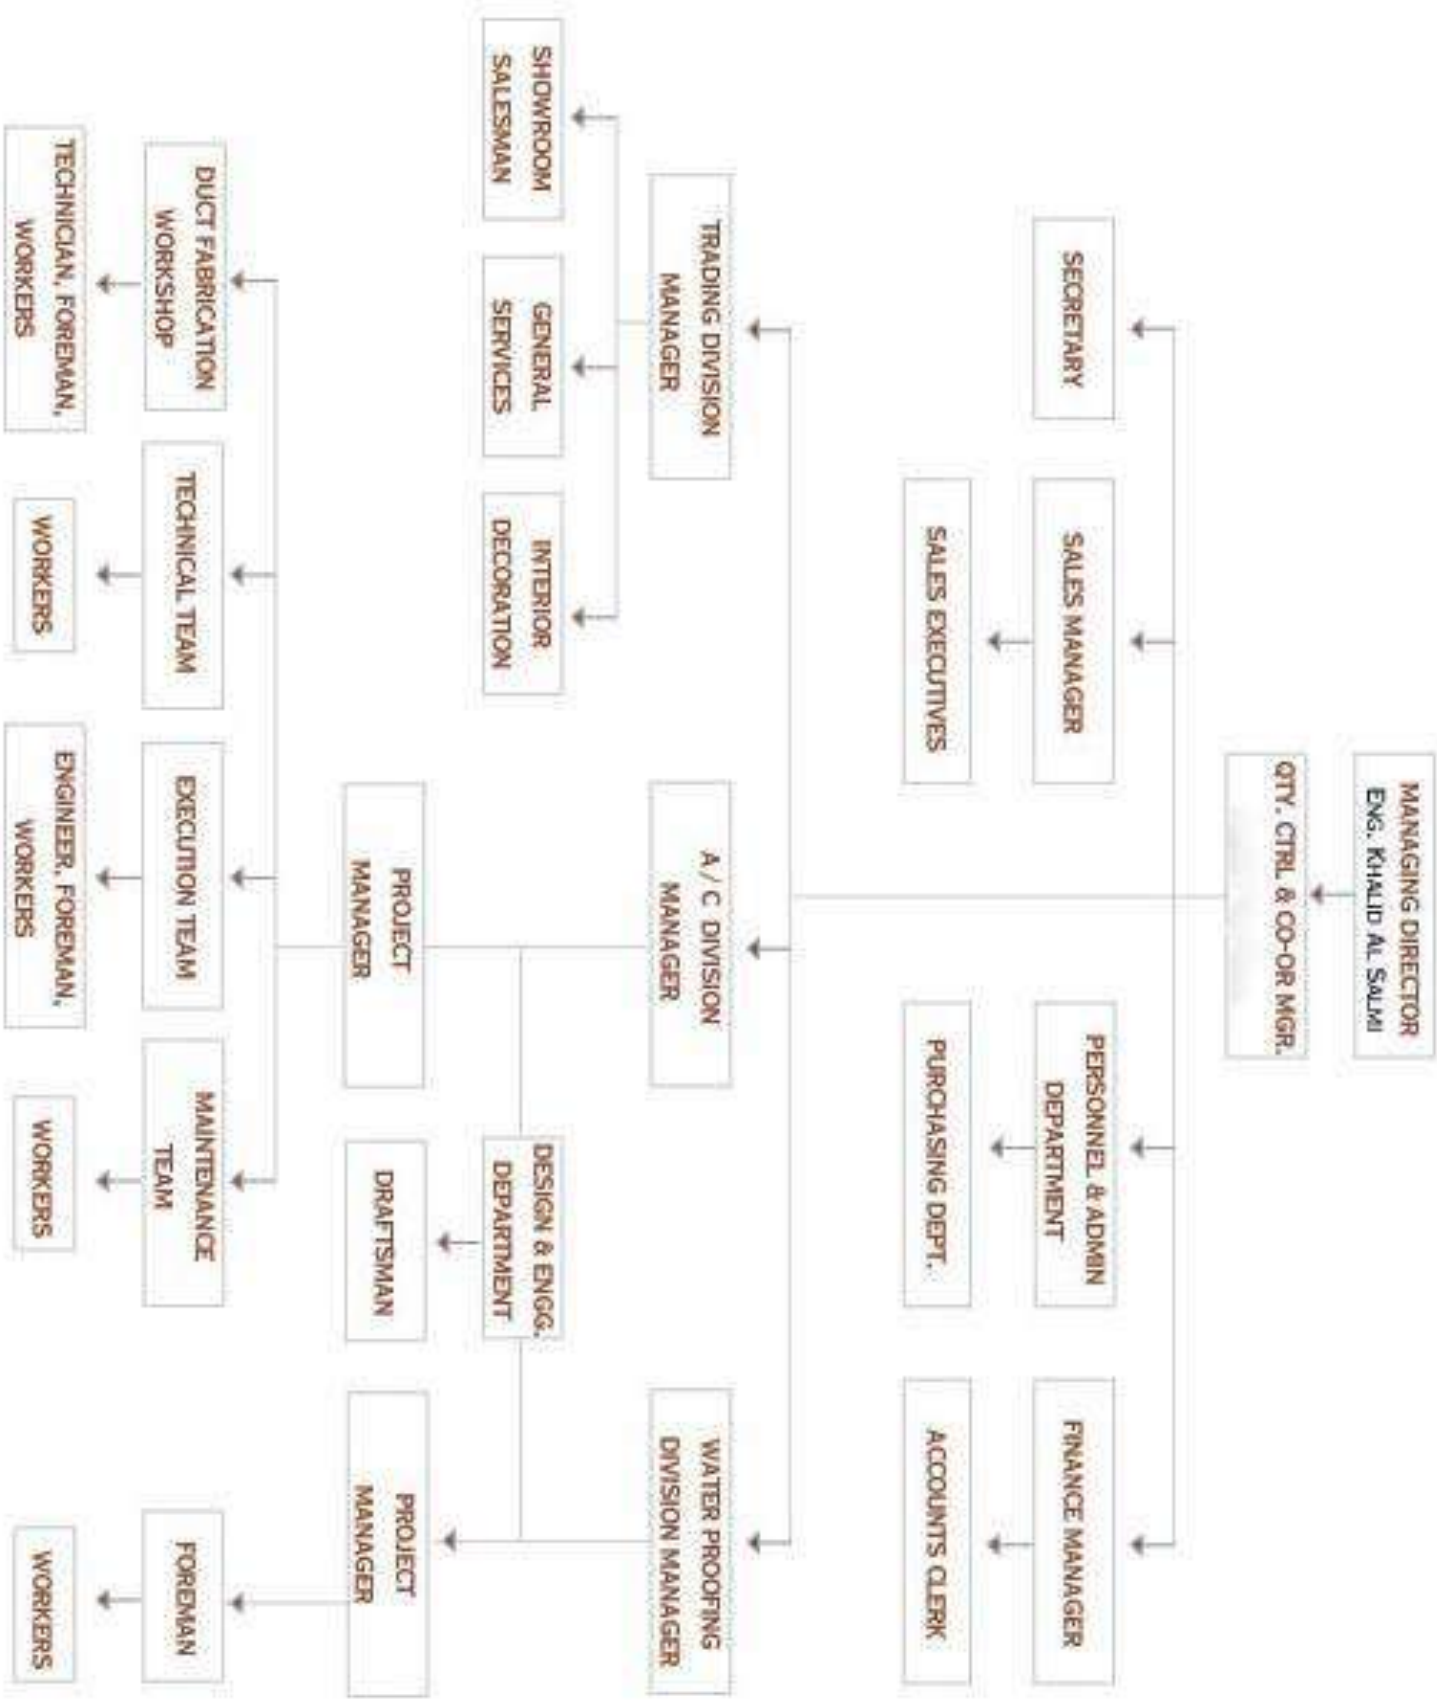 MANAGING DIRECTOR
ENG. KHALID AL SALMI
QTY. CTRL & CO-OR MGR.
SECRETARY
SALES MANAGER
PERSONNEL & ADMIN
DEPARTMENT
FINANCE MANAGER
SALES EXECUTIVES
PURCHASING DEPT.
ACCOUNTS CLERK
TRADING DIVISION
MANAGER
A / C DIVISION
MANAGER
WATER PROOFING
DIVISION MANAGER
SHOWROOM
SALESMAN
GENERAL
SERVICES
INTERIOR
DECORATION
DESIGN & ENGG.
DEPARTMENT
PROJECT
MANAGER
DRAFTSMAN
PROJECT
MANAGER
DUCT FABRICATION
WORKSHOP
TECHNICAL TEAM
EXECUTION TEAM
MAINTENANCE
TEAM
FOREMAN
TECHNICIAN, FOREMAN,
WORKERS
WORKERS
ENGINEER, FOREMAN,
WORKERS
WORKERS
WORKERS